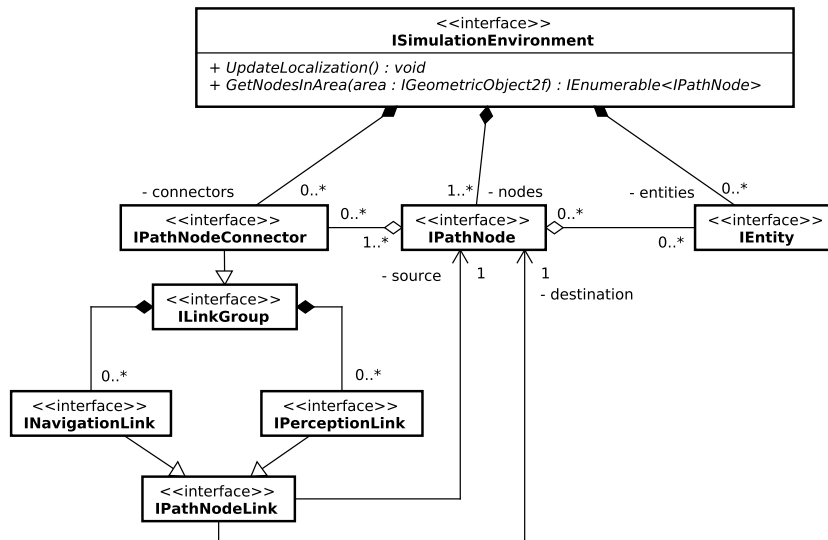 <<interface>>
ISimulationEnvironment
+ UpdateLocalization() : void
+ GetNodesInArea(area : IGeometricObject2f) : IEnumerable<IPathNode>
- connectors
0..*
1..*
- nodes
- entities
0..*
<<interface>>
IPathNodeConnector
0..*
1..*
<<interface>>
IPathNode
0..*
0..*
<<interface>>
IEntity
- source
1
1
- destination
<<interface>>
ILinkGroup
0..*
0..*
<<interface>>
INavigationLink
<<interface>>
IPerceptionLink
<<interface>>
IPathNodeLink